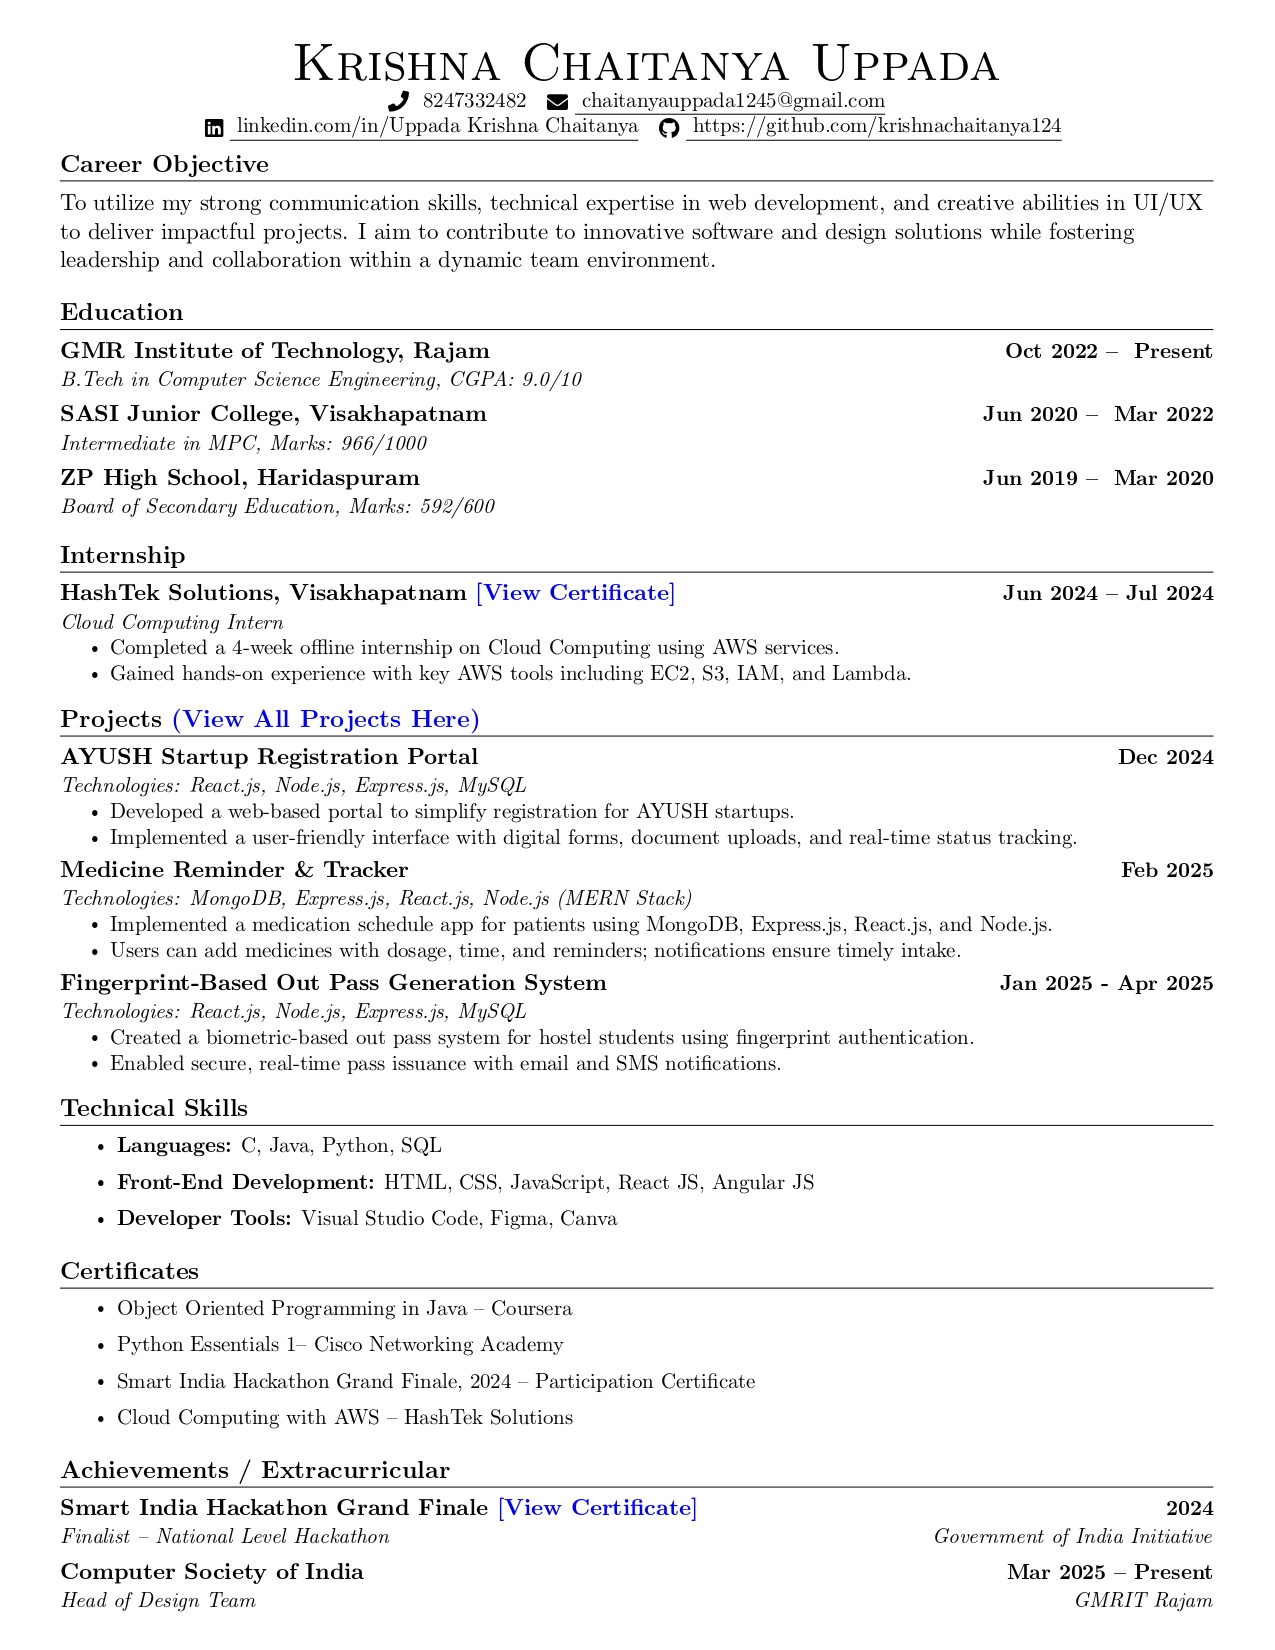 Krishna Chaitanya Uppada
8247332482 chaitanyauppada1245@gmail.com
linkedin.com/in/Uppada Krishna Chaitanya https://github.com/krishnachaitanya124
Career Objective
To utilize my strong communication skills, technical expertise in web development, and creative abilities in UI/UX
to deliver impactful projects. I aim to contribute to innovative software and design solutions while fostering
leadership and collaboration within a dynamic team environment.
Education
GMR Institute of Technology, Rajam Oct 2022 – Present
B.Tech in Computer Science Engineering, CGPA: 9.0/10
SASI Junior College, Visakhapatnam Jun 2020 – Mar 2022
Intermediate in MPC, Marks: 966/1000
ZP High School, Haridaspuram Jun 2019 – Mar 2020
Board of Secondary Education, Marks: 592/600
Internship
HashTek Solutions, Visakhapatnam [View Certificate] Jun 2024 – Jul 2024
Cloud Computing Intern
• Completed a 4-week offline internship on Cloud Computing using AWS services.
• Gained hands-on experience with key AWS tools including EC2, S3, IAM, and Lambda.
Projects (View All Projects Here)
AYUSH Startup Registration Portal Dec 2024
Technologies: React.js, Node.js, Express.js, MySQL
• Developed a web-based portal to simplify registration for AYUSH startups.
• Implemented a user-friendly interface with digital forms, document uploads, and real-time status tracking.
Medicine Reminder & Tracker Feb 2025
Technologies: MongoDB, Express.js, React.js, Node.js (MERN Stack)
• Implemented a medication schedule app for patients using MongoDB, Express.js, React.js, and Node.js.
• Users can add medicines with dosage, time, and reminders; notifications ensure timely intake.
Fingerprint-Based Out Pass Generation System Jan 2025 - Apr 2025
Technologies: React.js, Node.js, Express.js, MySQL
• Created a biometric-based out pass system for hostel students using fingerprint authentication.
• Enabled secure, real-time pass issuance with email and SMS notifications.
Technical Skills
• Languages: C, Java, Python, SQL
• Front-End Development: HTML, CSS, JavaScript, React JS, Angular JS
• Developer Tools: Visual Studio Code, Figma, Canva
Certificates
• Object Oriented Programming in Java – Coursera
• Python Essentials 1– Cisco Networking Academy
• Smart India Hackathon Grand Finale, 2024 – Participation Certificate
• Cloud Computing with AWS – HashTek Solutions
Achievements / Extracurricular
Smart India Hackathon Grand Finale [View Certificate] 2024
Finalist – National Level Hackathon Government of India Initiative
Computer Society of India Mar 2025 – Present
Head of Design Team GMRIT Rajam